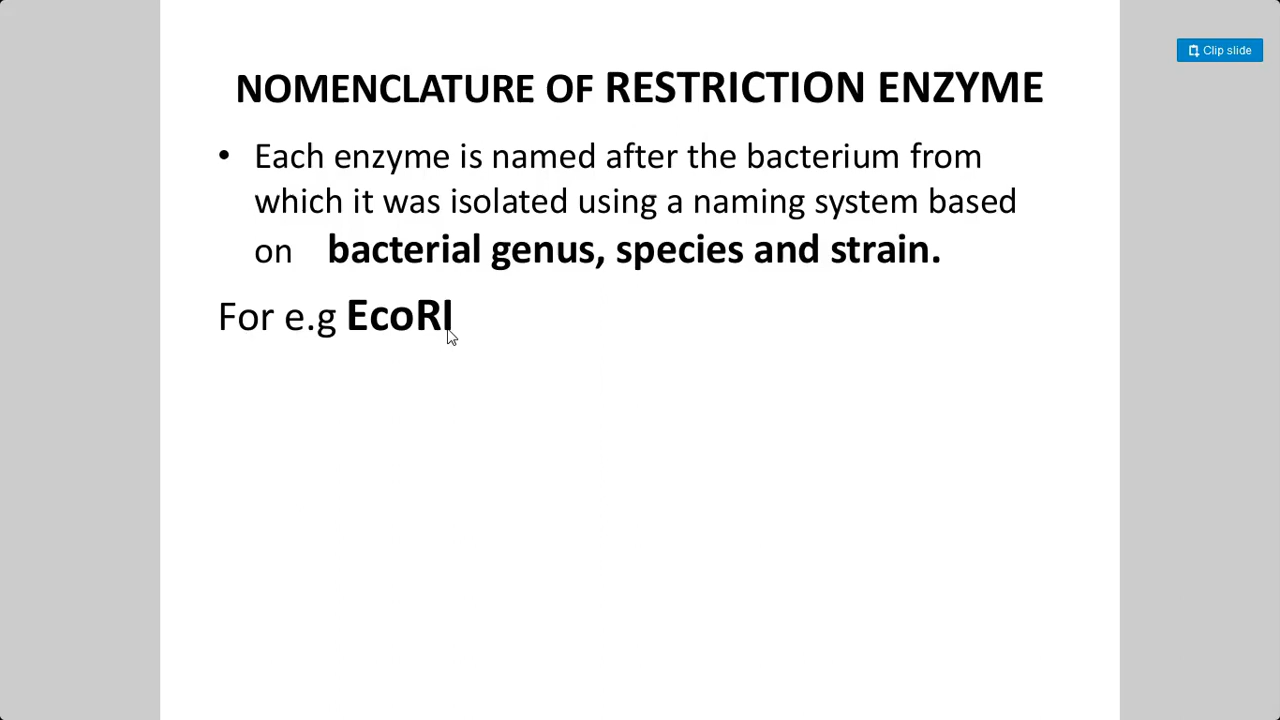 Clip slide
NOMENCLATURE OF RESTRICTION ENZYME
• Each enzyme is named after the bacterium from
which it was isolated using a naming system based
on bacterial genus, species and strain.
For e.g EcoRI